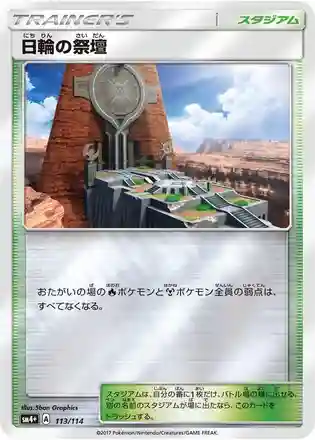 TRAINER'S
スタジアム
にち りん さい だん
日輪の祭壇
おたがいの場の ポケモンと ポケモン全員の弱点は、
すべてなくなる。
Illus. 5ban Graphics
SM4+ A 113/114
スタジアムは、自分の番に1枚だけ、バトル場の横に出せる。
別の名前のスタジアムが場に出たなら、このカードを
トラッシュする。
©2017 Pokémon/Nintendo/Creatures/GAME FREAK.